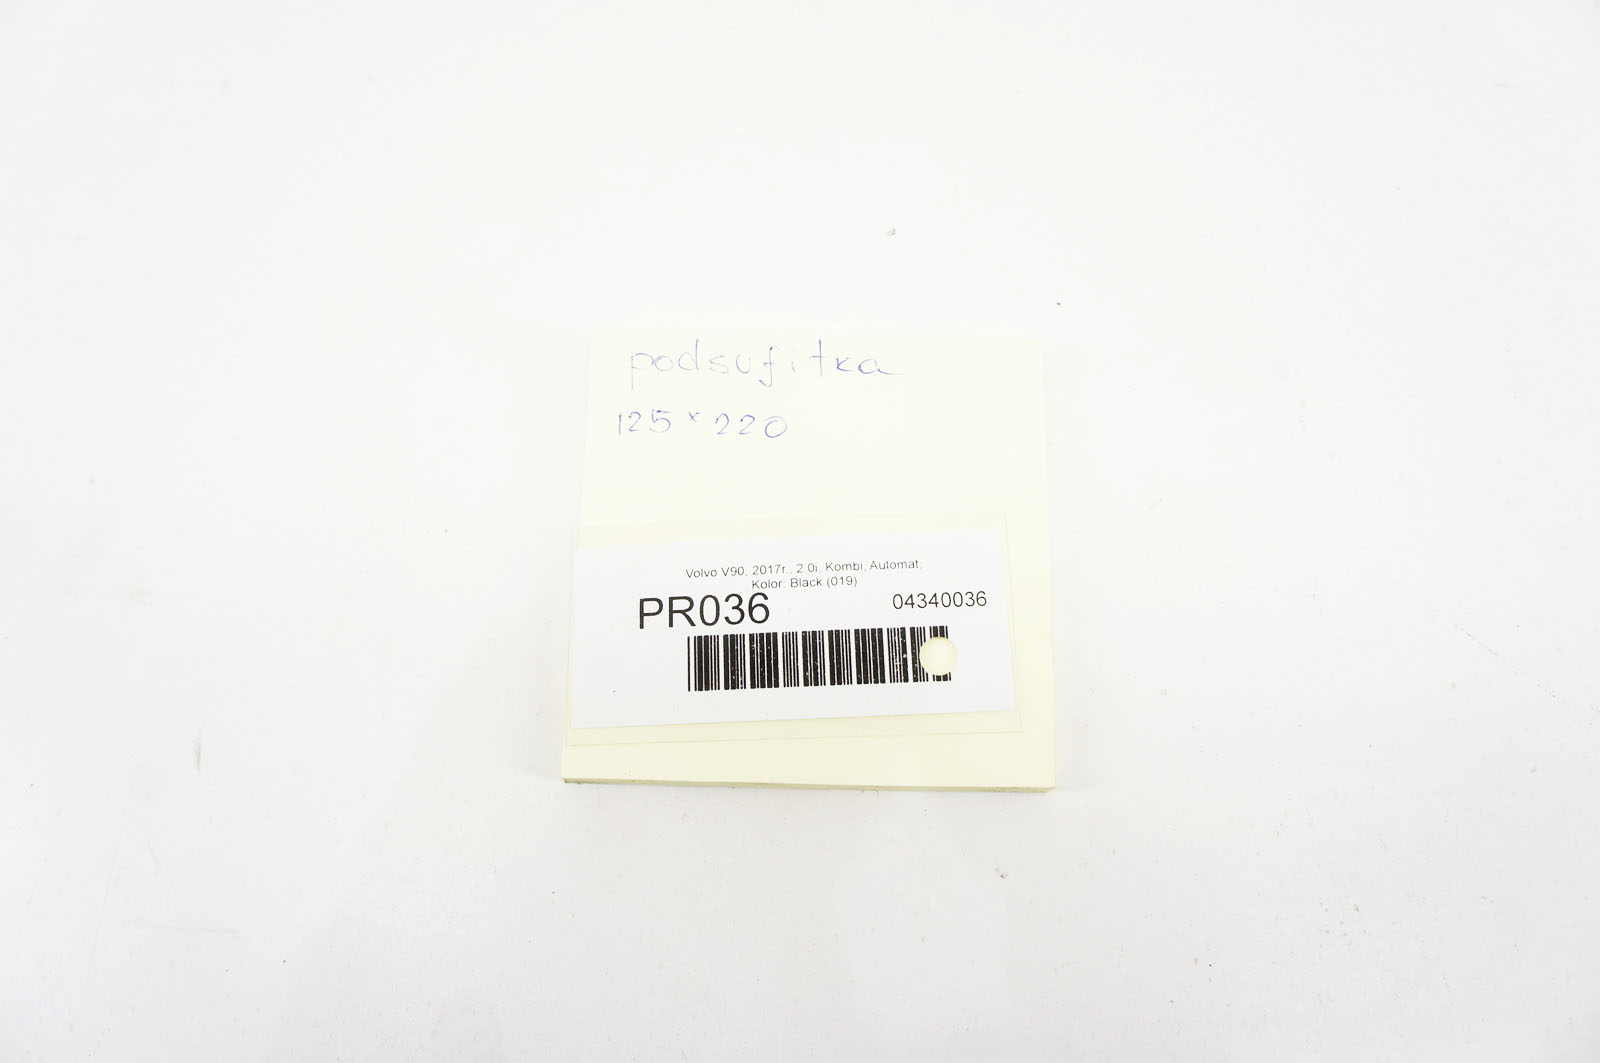 podsufitka
125 x 220
Volvo V90, 2017r., 2.0i, Kombi, Automat,
Kolor: Black (019)
PR036 04340036